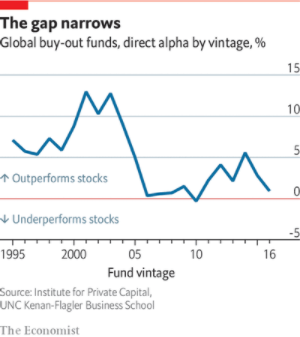 The gap narrows
Global buy-out funds, direct alpha by vintage, %
15
10
5
↑ Outperforms stocks
0
↓ Underperforms stocks
-5
1995 2000 05 10 16
Fund vintage
Source: Institute for Private Capital,
UNC Kenan-Flagler Business School
The Economist